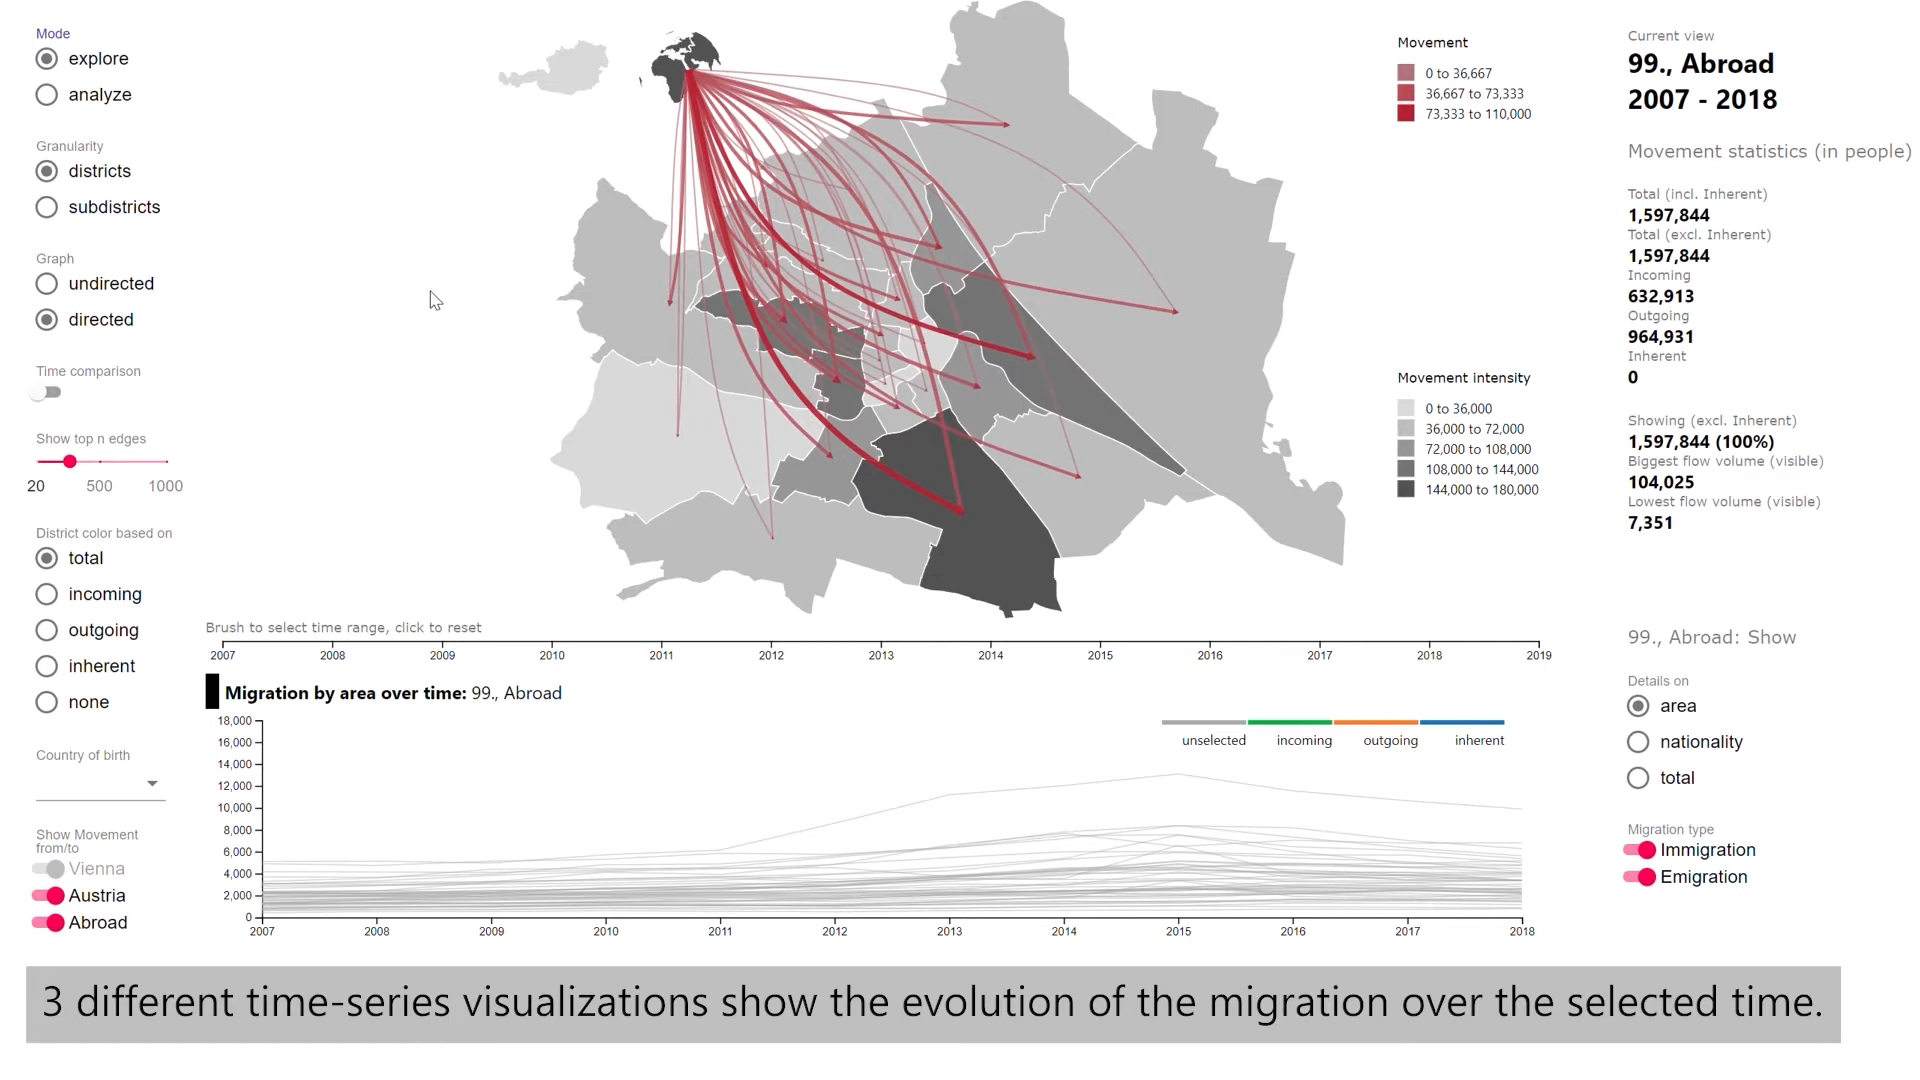 Mode
explore
analyze
Granularity
districts
subdistricts
Graph
undirected
directed
Time comparison
Show top n edges
20 500 1000
District color based on
total
incoming
outgoing
inherent
none
Country of birth
Show Movement
from/to
Vienna
Austria
Abroad
Movement
0 to 36,667
36,667 to 73,333
73,333 to 110,000
Movement intensity
0 to 36,000
36,000 to 72,000
72,000 to 108,000
108,000 to 144,000
144,000 to 180,000
Brush to select time range, click to reset
2007 2008 2009 2010 2011 2012 2013 2014 2015 2016 2017 2018 2019
Migration by area over time: 99., Abroad
unselected incoming outgoing inherent
18,000
16,000
14,000
12,000
10,000
8,000
6,000
4,000
2,000
0
2007 2008 2009 2010 2011 2012 2013 2014 2015 2016 2017 2018
Current view
99., Abroad
2007 - 2018
Movement statistics (in people)
Total (incl. Inherent)
1,597,844
Total (excl. Inherent)
1,597,844
Incoming
632,913
Outgoing
964,931
Inherent
0
Showing (excl. Inherent)
1,597,844 (100%)
Biggest flow volume (visible)
104,025
Lowest flow volume (visible)
7,351
99., Abroad: Show
Details on
area
nationality
total
Migration type
Immigration
Emigration
3 different time-series visualizations show the evolution of the migration over the selected time.